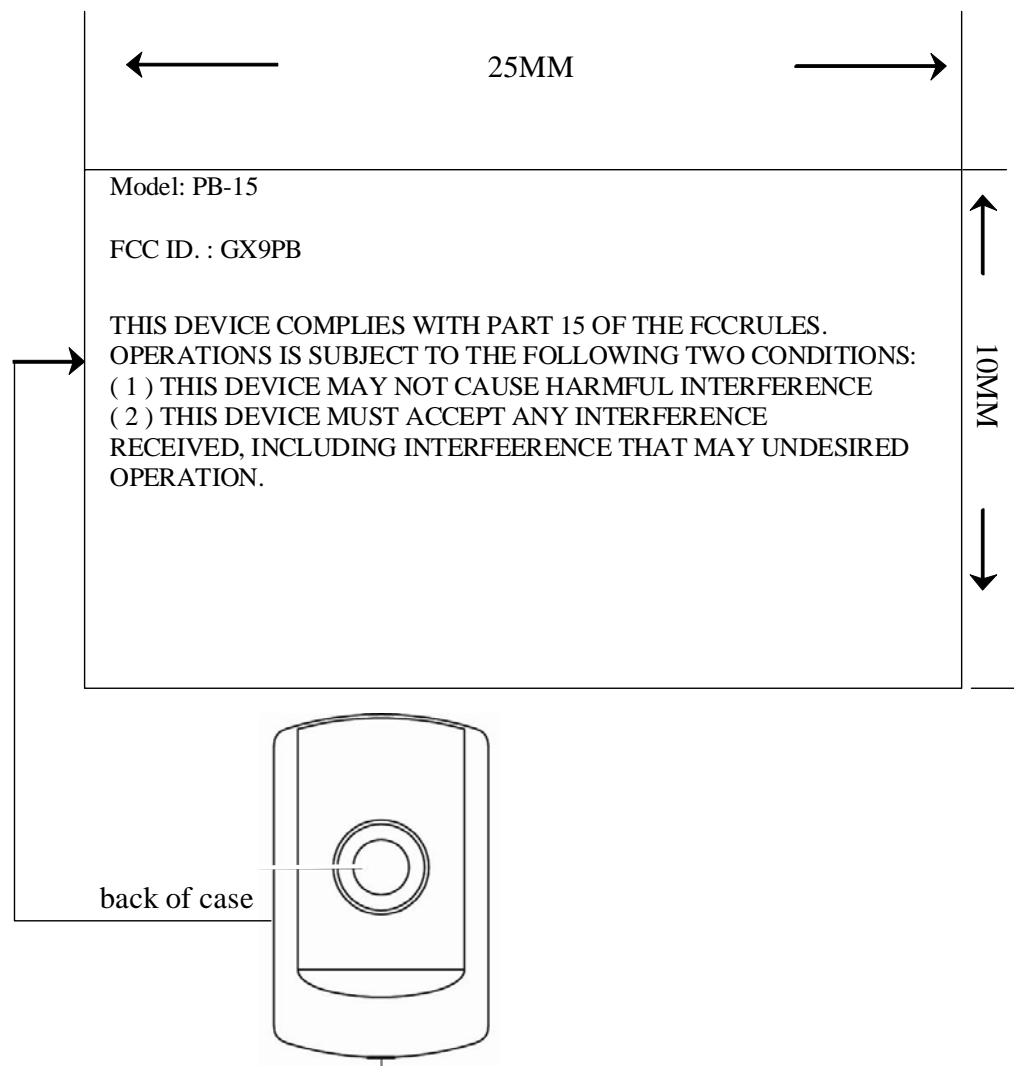 25MM
Model: PB-15
FCC ID. : GX9PB
THIS DEVICE COMPLIES WITH PART 15 OF THE FCCRULES.
OPERATIONS IS SUBJECT TO THE FOLLOWING TWO CONDITIONS:
( 1 ) THIS DEVICE MAY NOT CAUSE HARMFUL INTERFERENCE
( 2 ) THIS DEVICE MUST ACCEPT ANY INTERFERENCE
RECEIVED, INCLUDING INTERFEERENCE THAT MAY UNDESIRED
OPERATION.
10MM
back of case